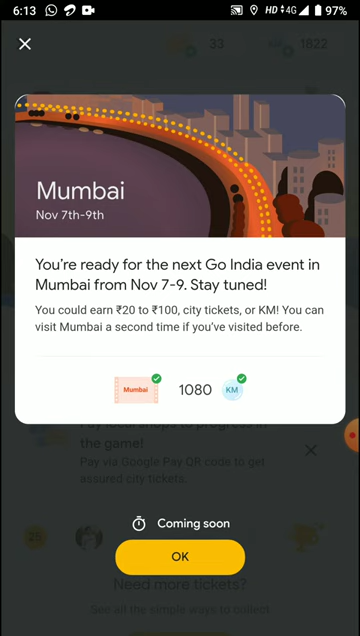 6:13 HD 4G 97%
33 1822
Mumbai
Nov 7th-9th
You're ready for the next Go India event in
Mumbai from Nov 7-9. Stay tuned!
You could earn ₹20 to ₹100, city tickets, or KM! You can
visit Mumbai a second time if you've visited before.
Mumbai 1080 KM
Pay local shops to progress in
the game!
Pay via Google Pay QR code to get
assured city tickets.
25
Coming soon
OK
Need more tickets?
See all the simple ways to collect